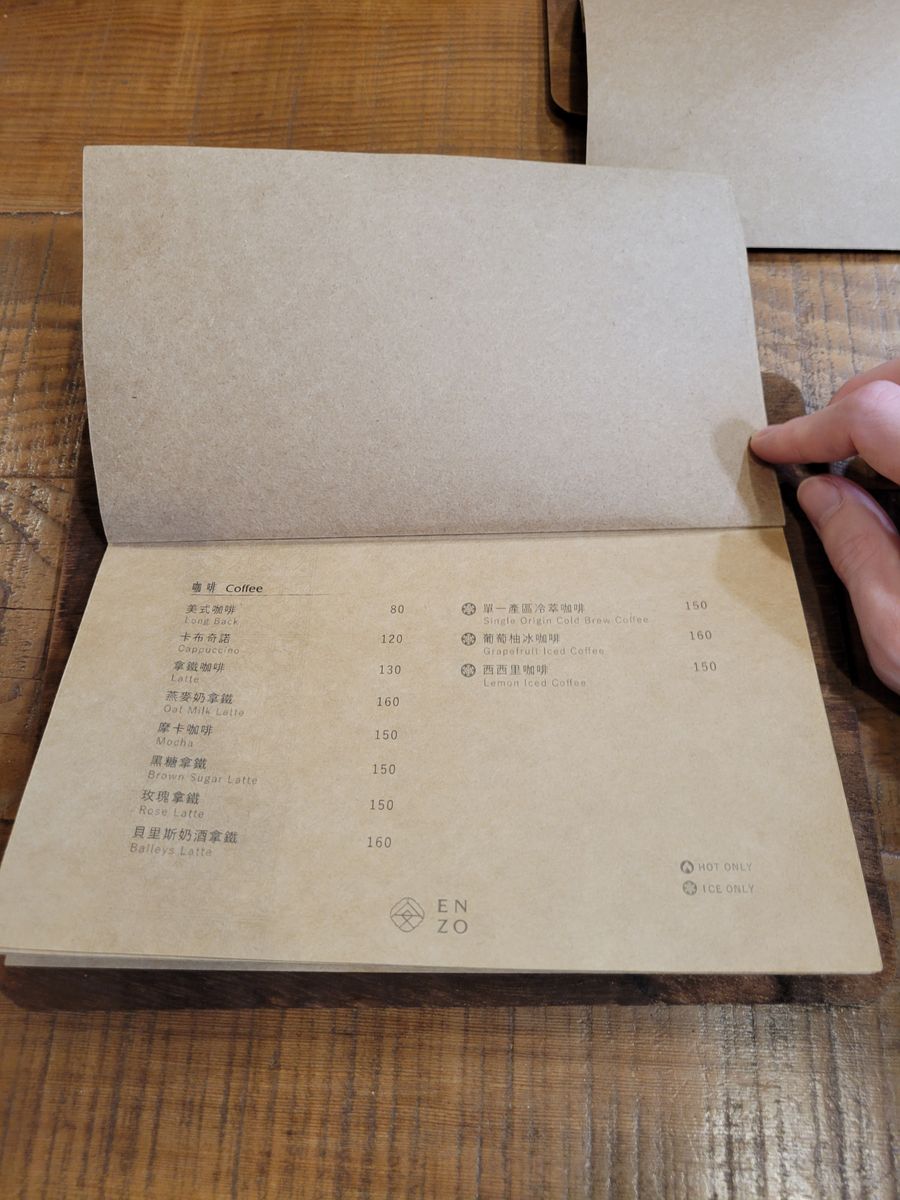 咖啡 Coffee
美式咖啡 80
Long Back
卡布奇諾 120
Cappuccino
拿鐵咖啡 130
Latte
燕麥奶拿鐵 160
Oat Milk Latte
摩卡咖啡 150
Mocha
黑糖拿鐵 150
Brown Sugar Latte
玫瑰拿鐵 150
Rose Latte
貝里斯奶酒拿鐵 160
Baileys Latte
單一產區冷萃咖啡 150
Single Origin Cold Brew Coffee
葡萄柚冰咖啡 160
Grapefruit Iced Coffee
西西里咖啡 150
Lemon Iced Coffee
HOT ONLY
ICE ONLY
EN
ZO